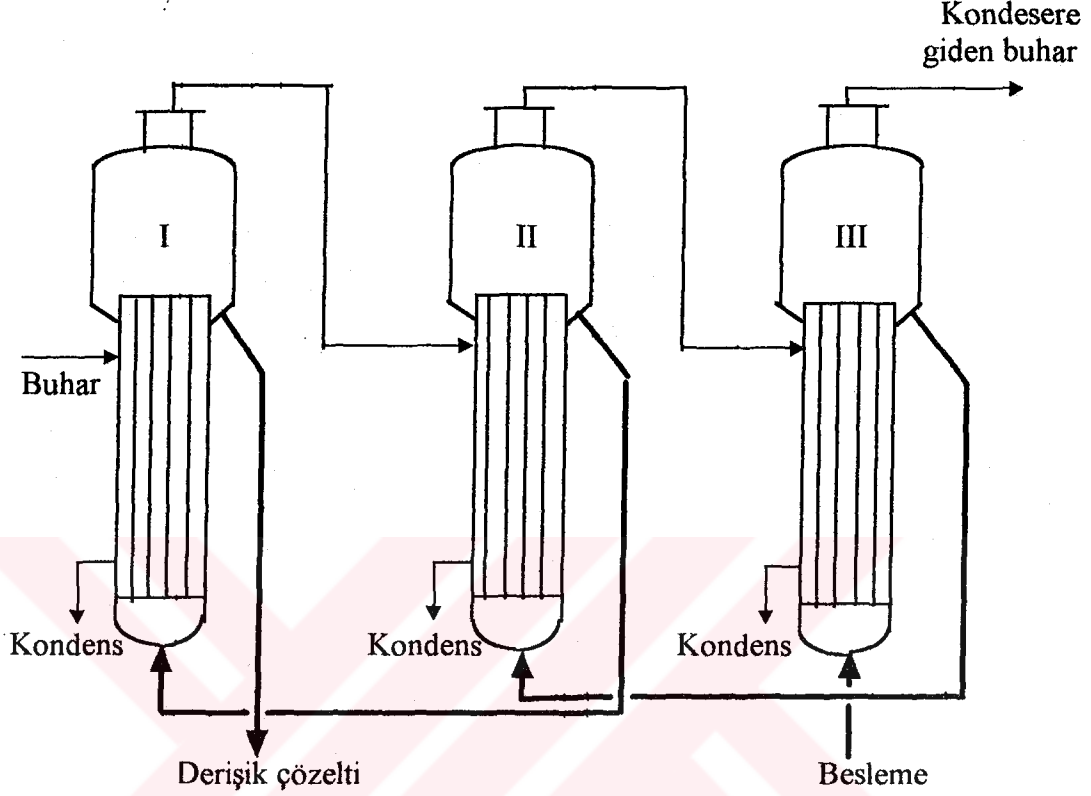 Kondesere
giden buhar
I
II
III
Buhar
Kondens
Kondens
Kondens
Derişik çözelti
Besleme